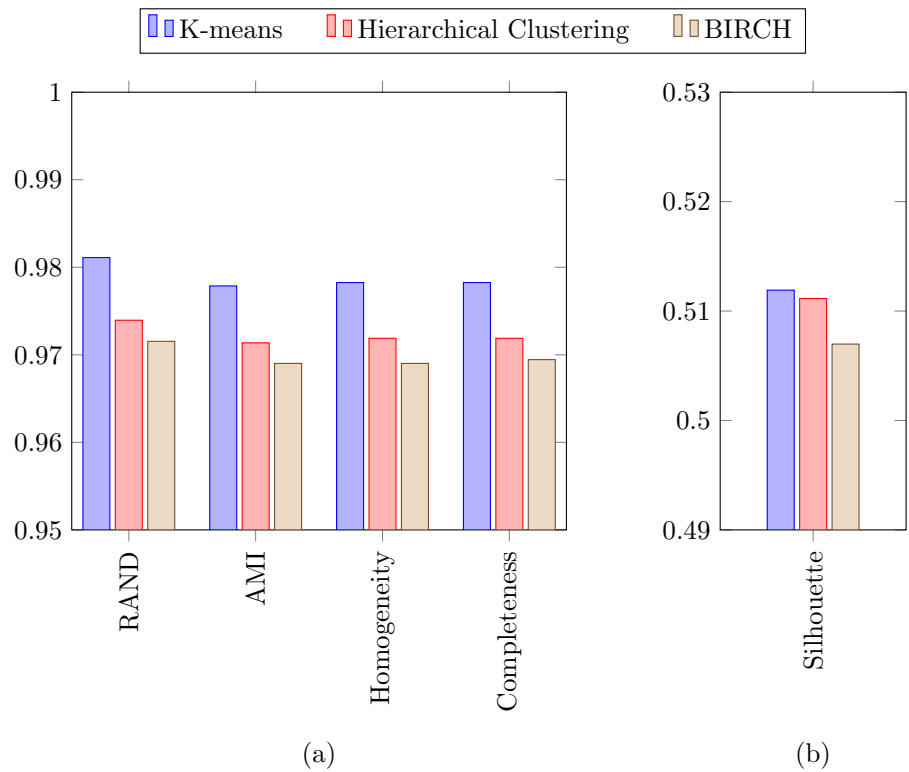 K-means Hierarchical Clustering BIRCH
1
0.99
0.98
0.97
0.96
0.95
RAND
AMI
Homogeneity
Completeness
(a)
0.53
0.52
0.51
0.5
0.49
Silhouette
(b)